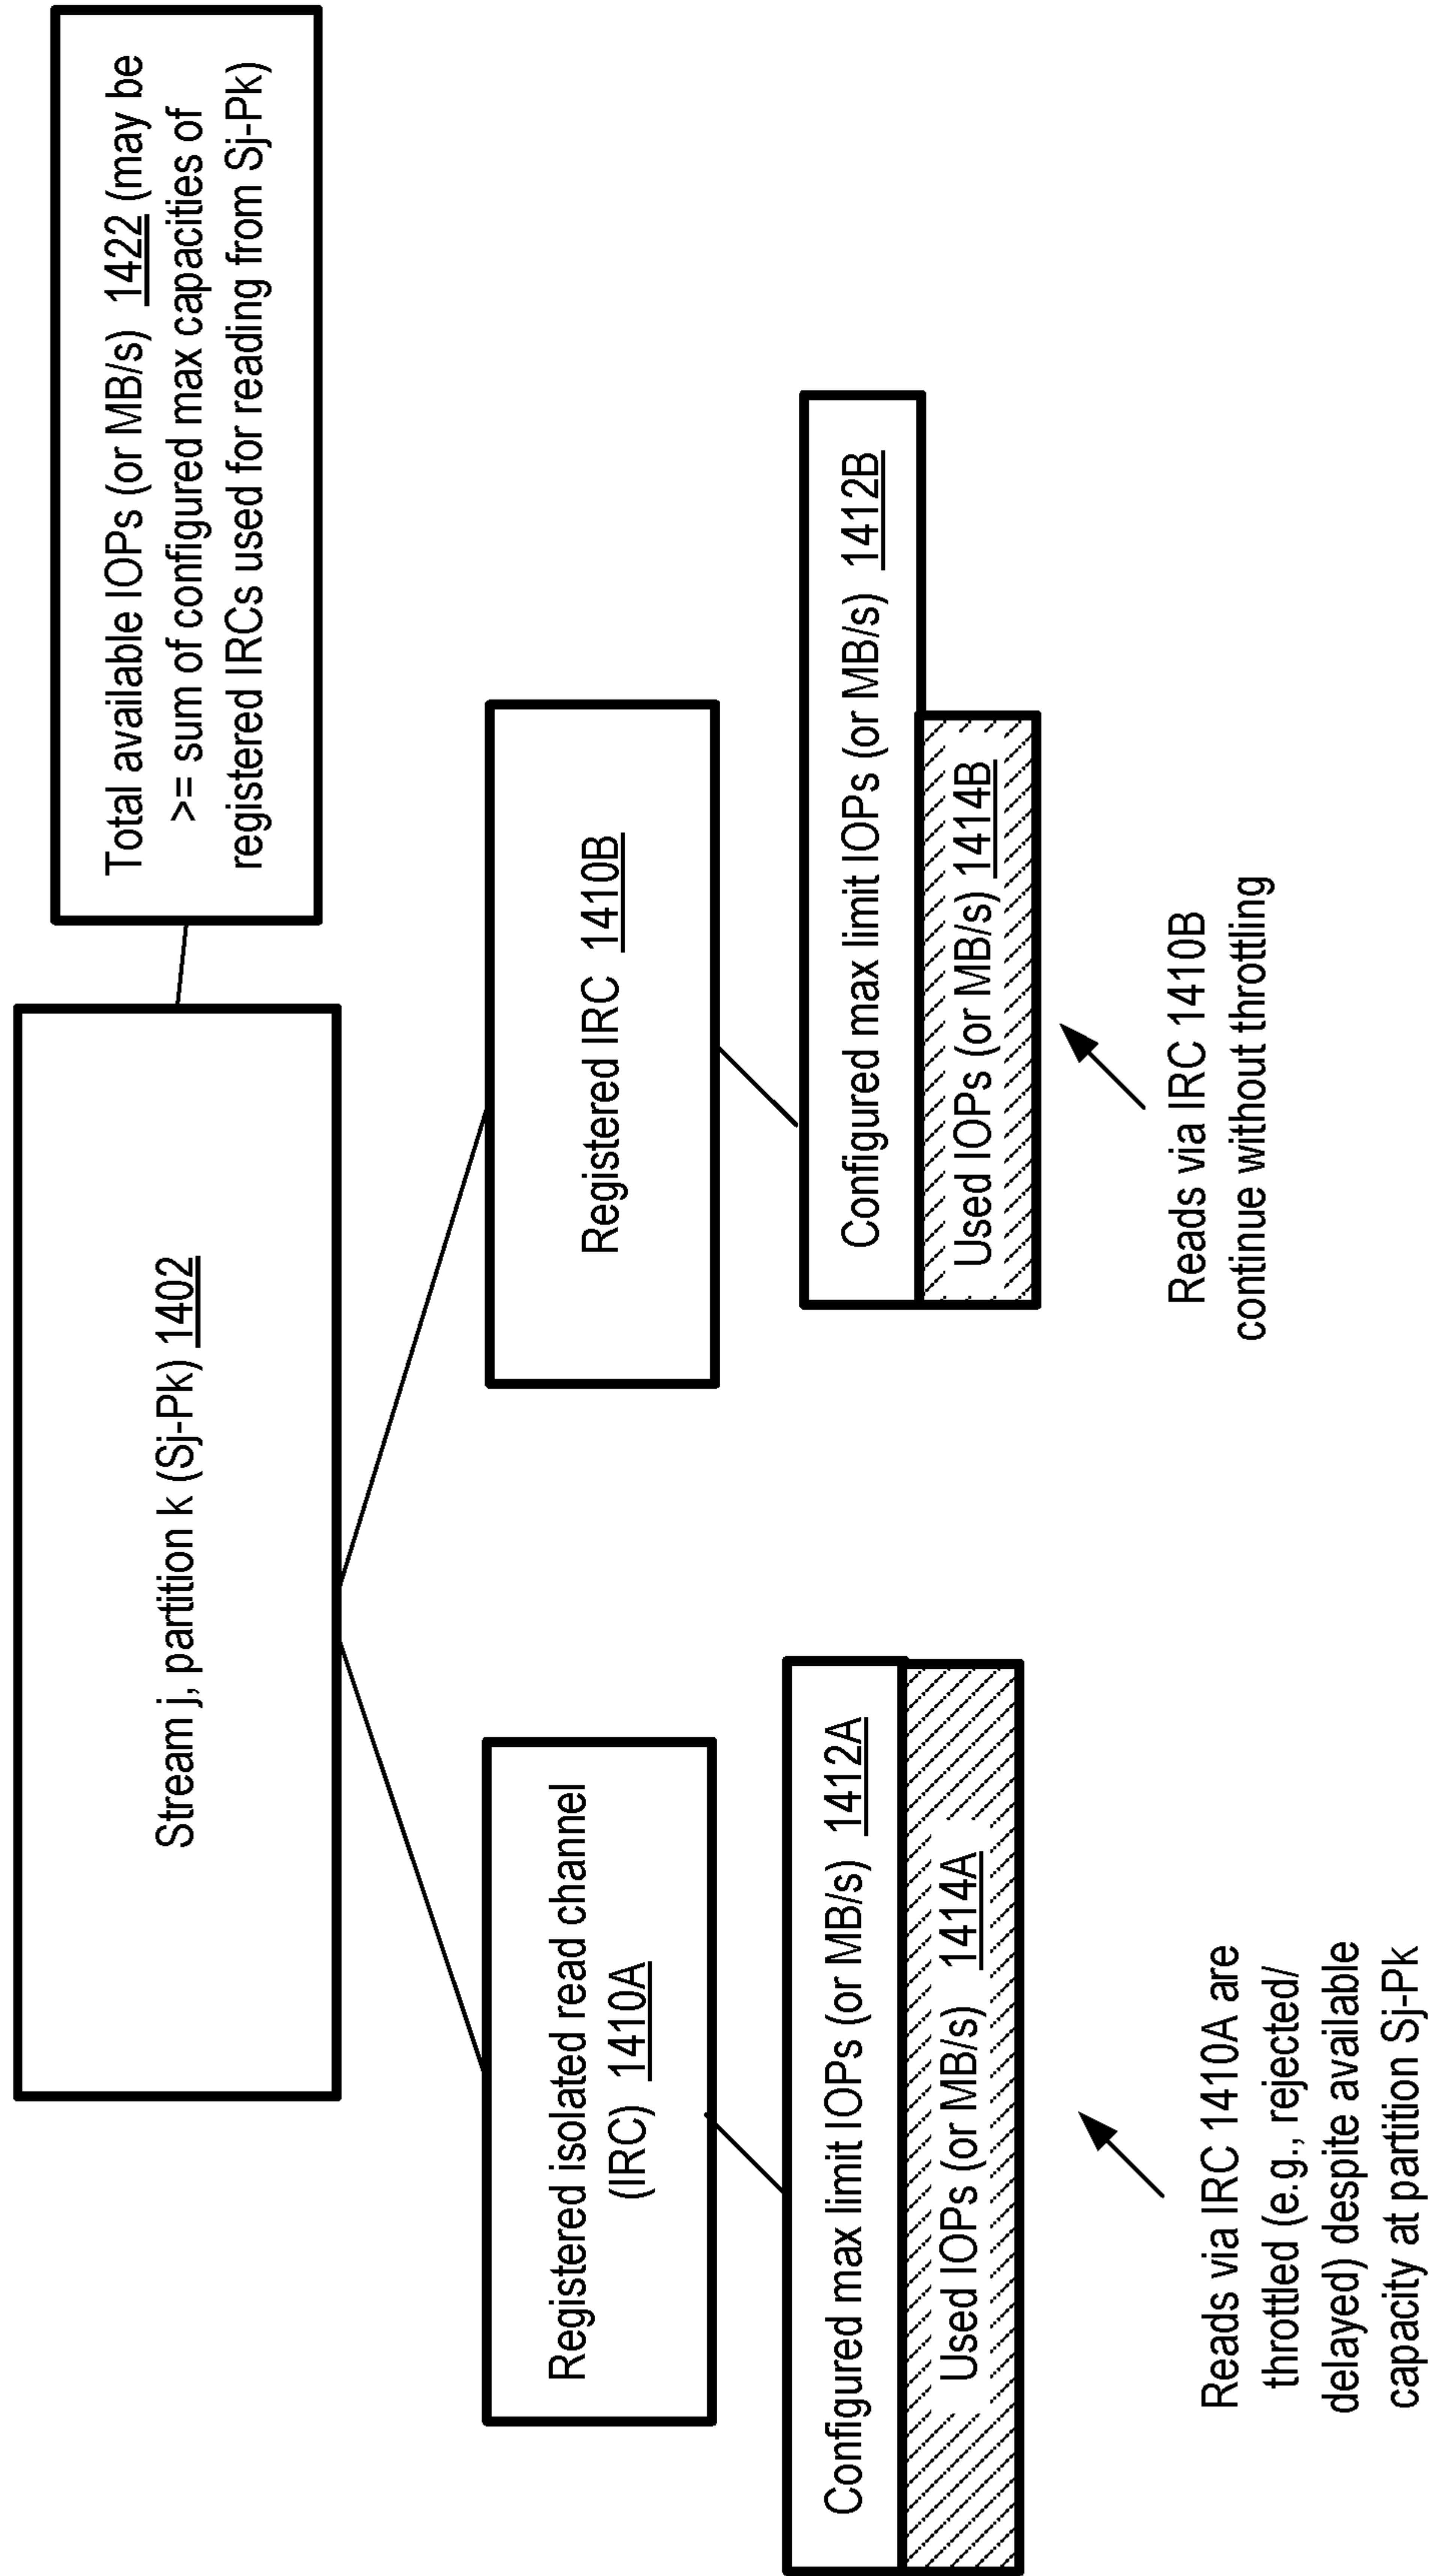 Stream j, partition k (Sj-Pk) 1402
Total available IOPs (or MB/s) 1422 (may be
>= sum of configured max capacities of
registered IRCs used for reading from Sj-Pk)
Registered isolated read channel
(IRC) 1410A
Registered IRC 1410B
Configured max limit IOPs (or MB/s) 1412A
Used IOPs (or MB/s) 1414A
Configured max limit IOPs (or MB/s) 1412B
Used IOPs (or MB/s) 1414B
Reads via IRC 1410A are
throttled (e.g., rejected/
delayed) despite available
capacity at partition Sj-Pk
Reads via IRC 1410B
continue without throttling